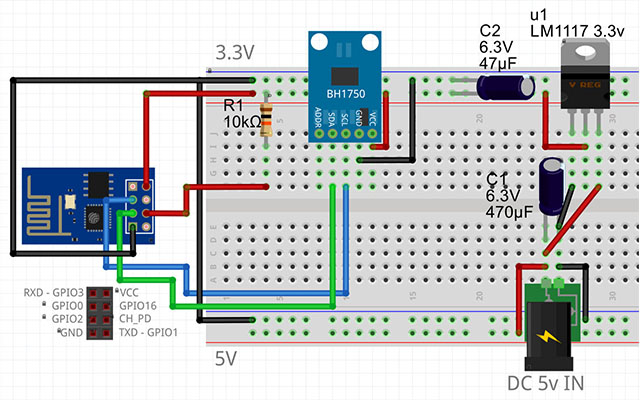 u1
C2
LM1117 3.3v
6.3V
47µF
3.3V
V REG
BH1750
R1
10kΩ
ADDR
SDA
SCL
GND
VCC
C1
6.3V
470µF
RXD - GPIO3
VCC
GPIO0
GPIO16
GPIO2
CH_PD
GND
TXD - GPIO1
5V
DC 5v IN